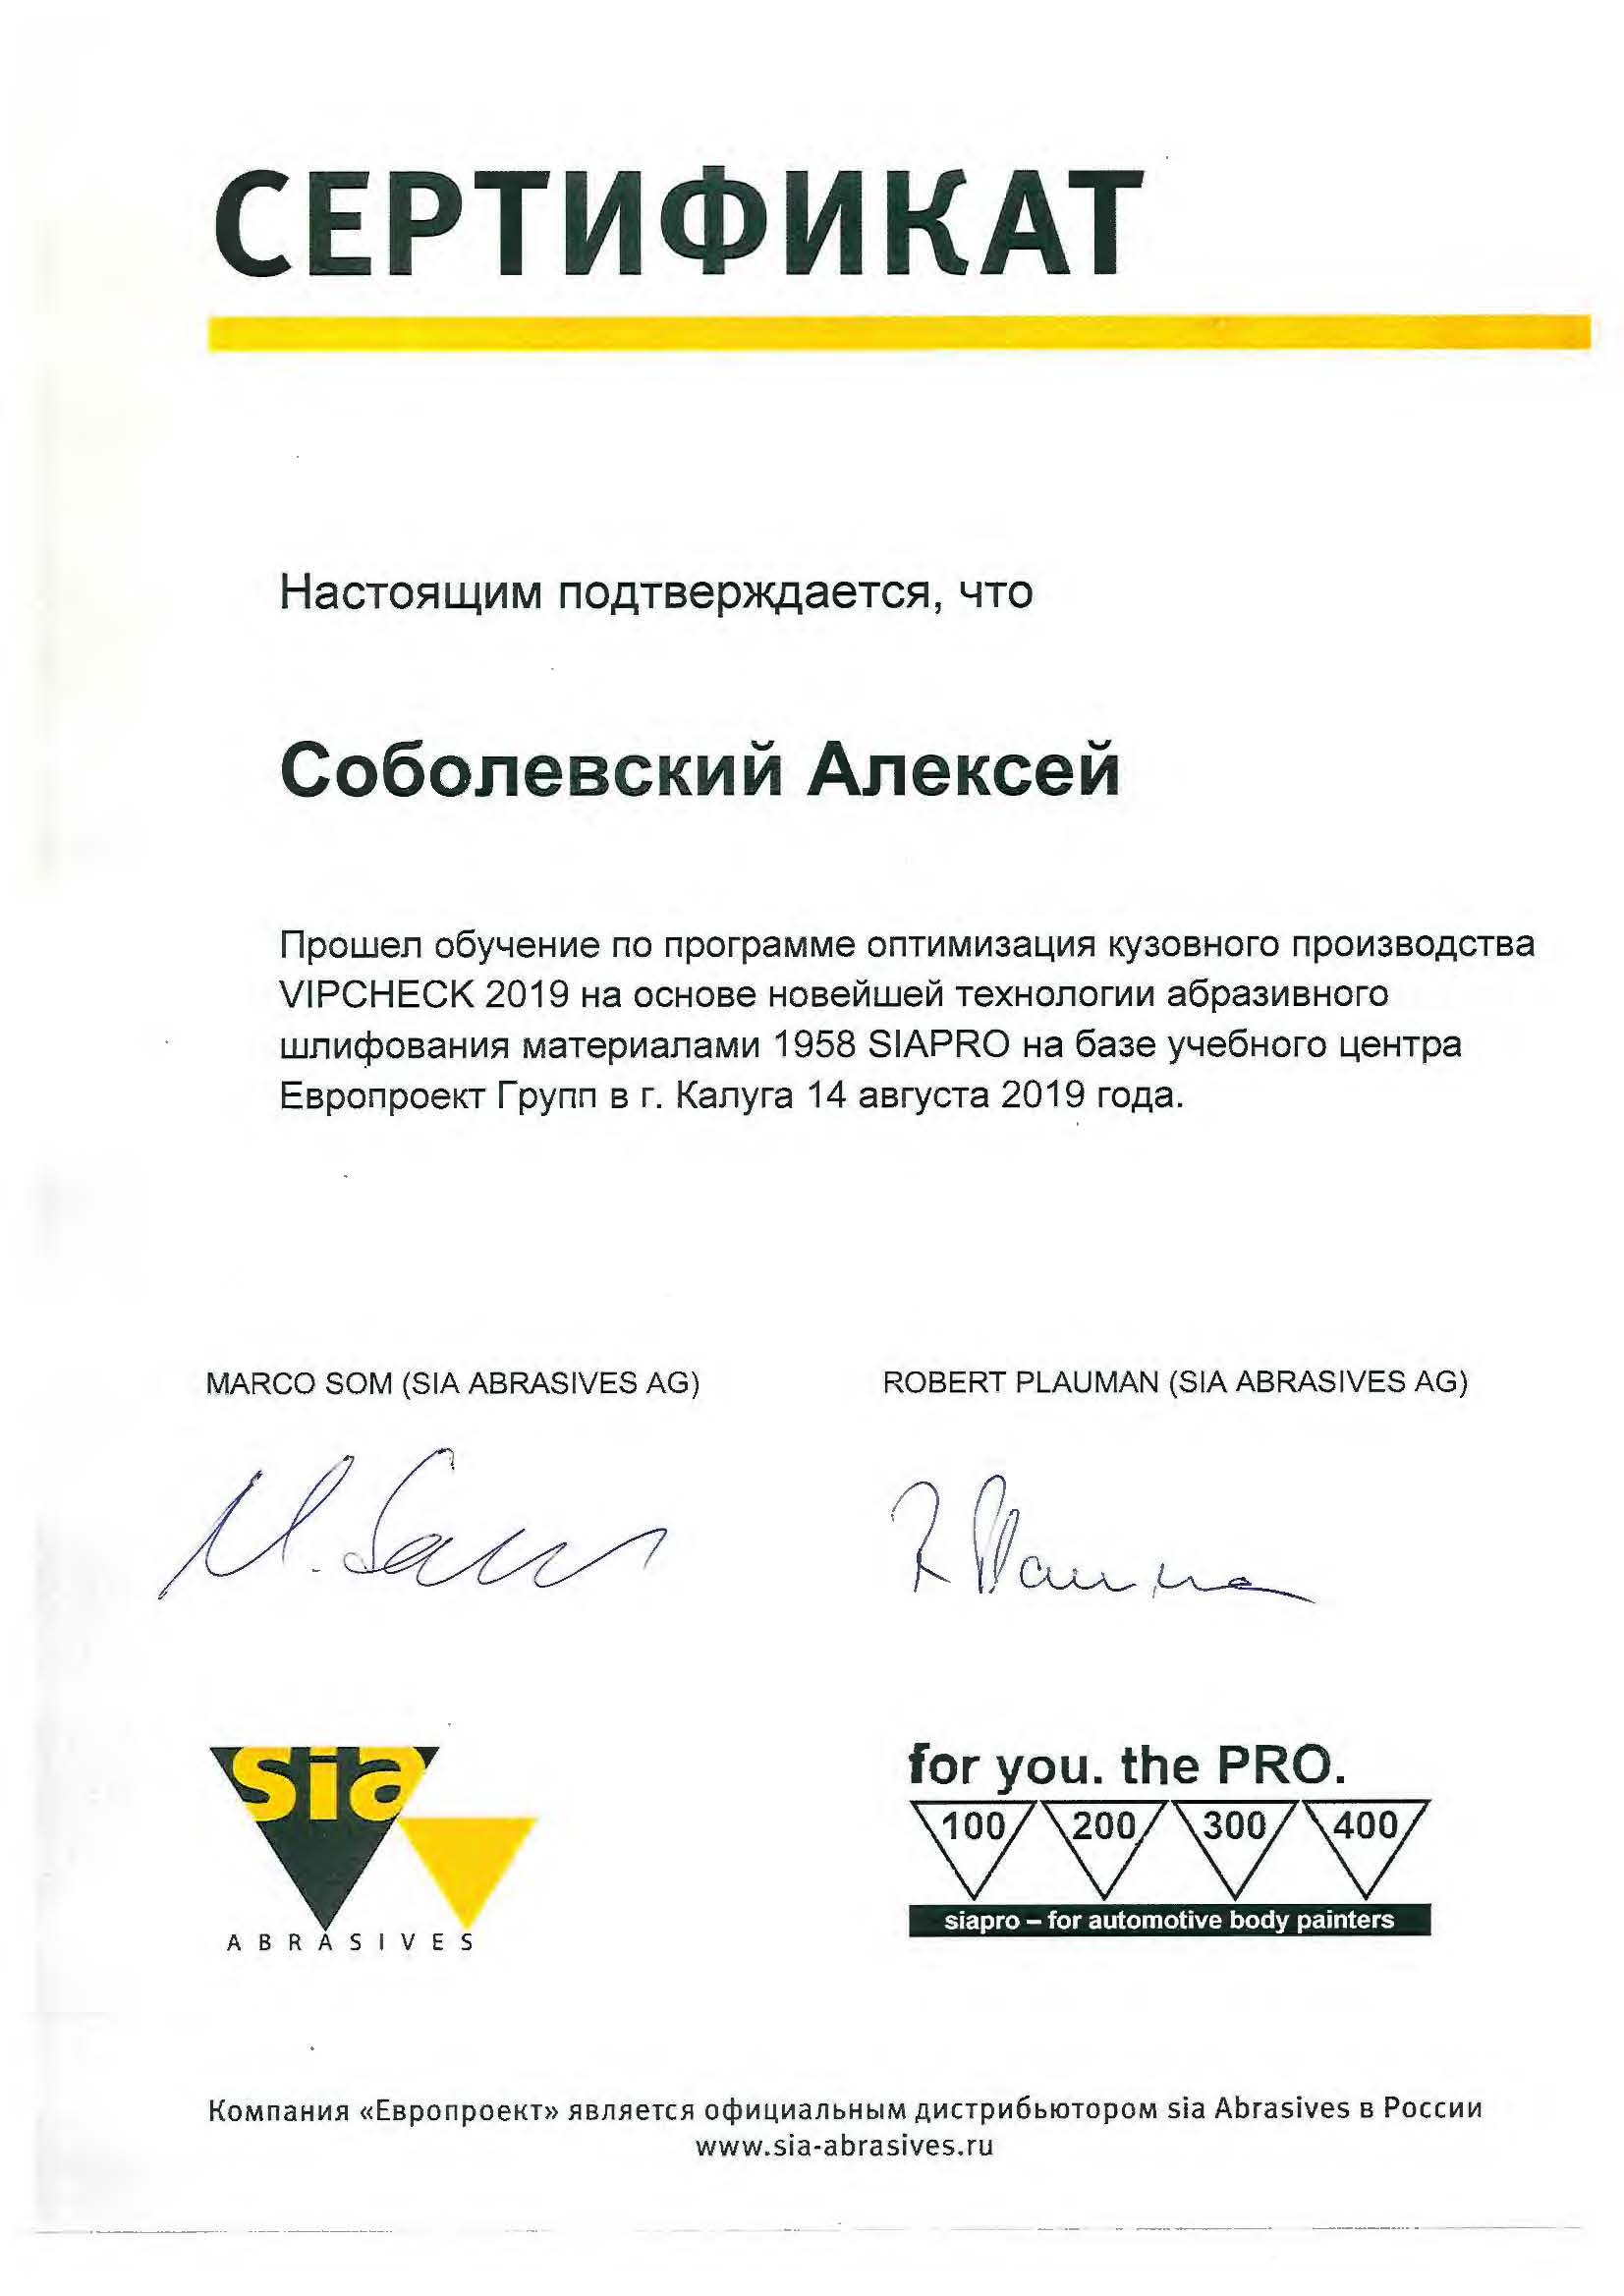 СЕРТИФИКАТ
Настоящим подтверждается, что
Соболевский Алексей
Прошел обучение по программе оптимизация кузовного производства
VIPCHECK 2019 на основе новейшей технологии абразивного
шлифования материалами 1958 SIAPRO на базе учебного центра
Европроект Групп в г. Калуга 14 августа 2019 года.
MARCO SOM (SIA ABRASIVES AG)
ROBERT PLAUMAN (SIA ABRASIVES AG)
M. Som
R Plauman
sia
ABRASIVES
for you. the PRO.
100 200 300 400
siapro – for automotive body painters
Компания «Европроект» является официальным дистрибьютором sia Abrasives в России
www.sia-abrasives.ru